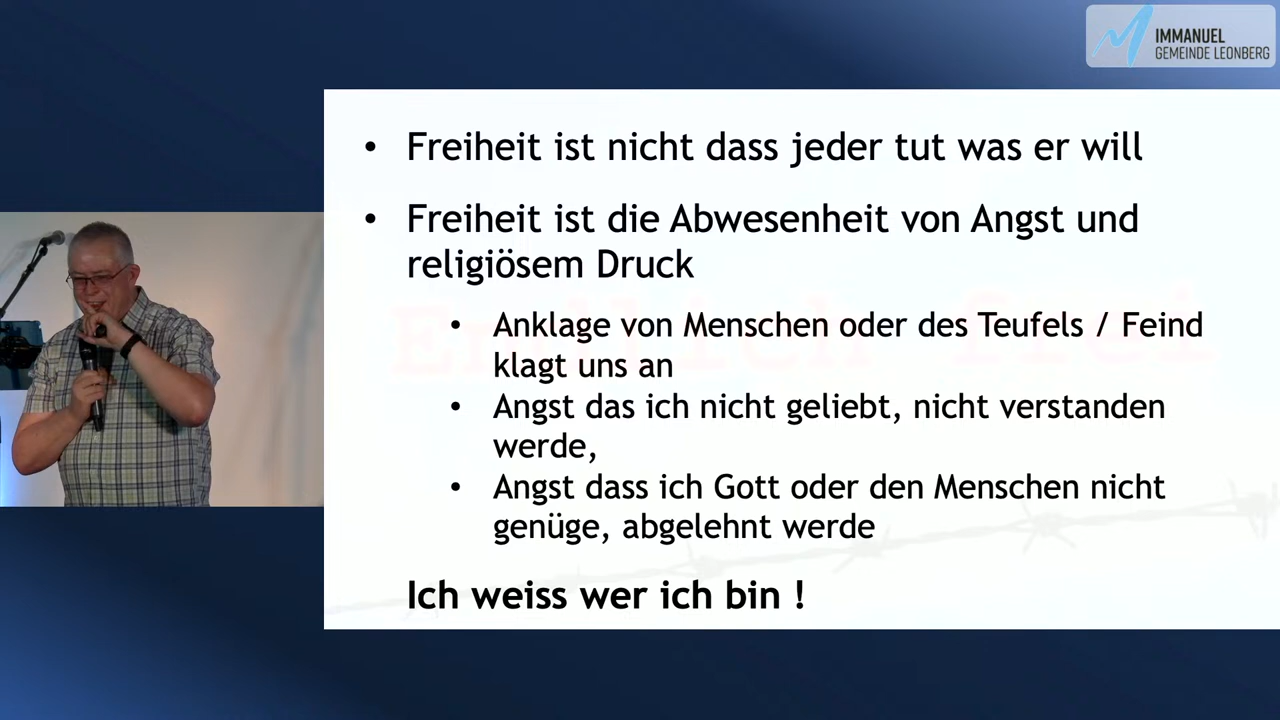 IMMANUEL
GEMEINDE LEONBERG
• Freiheit ist nicht dass jeder tut was er will
• Freiheit ist die Abwesenheit von Angst und
religiösem Druck
• Anklage von Menschen oder des Teufels / Feind
klagt uns an
• Angst das ich nicht geliebt, nicht verstanden
werde,
• Angst dass ich Gott oder den Menschen nicht
genüge, abgelehnt werde
Ich weiss wer ich bin !